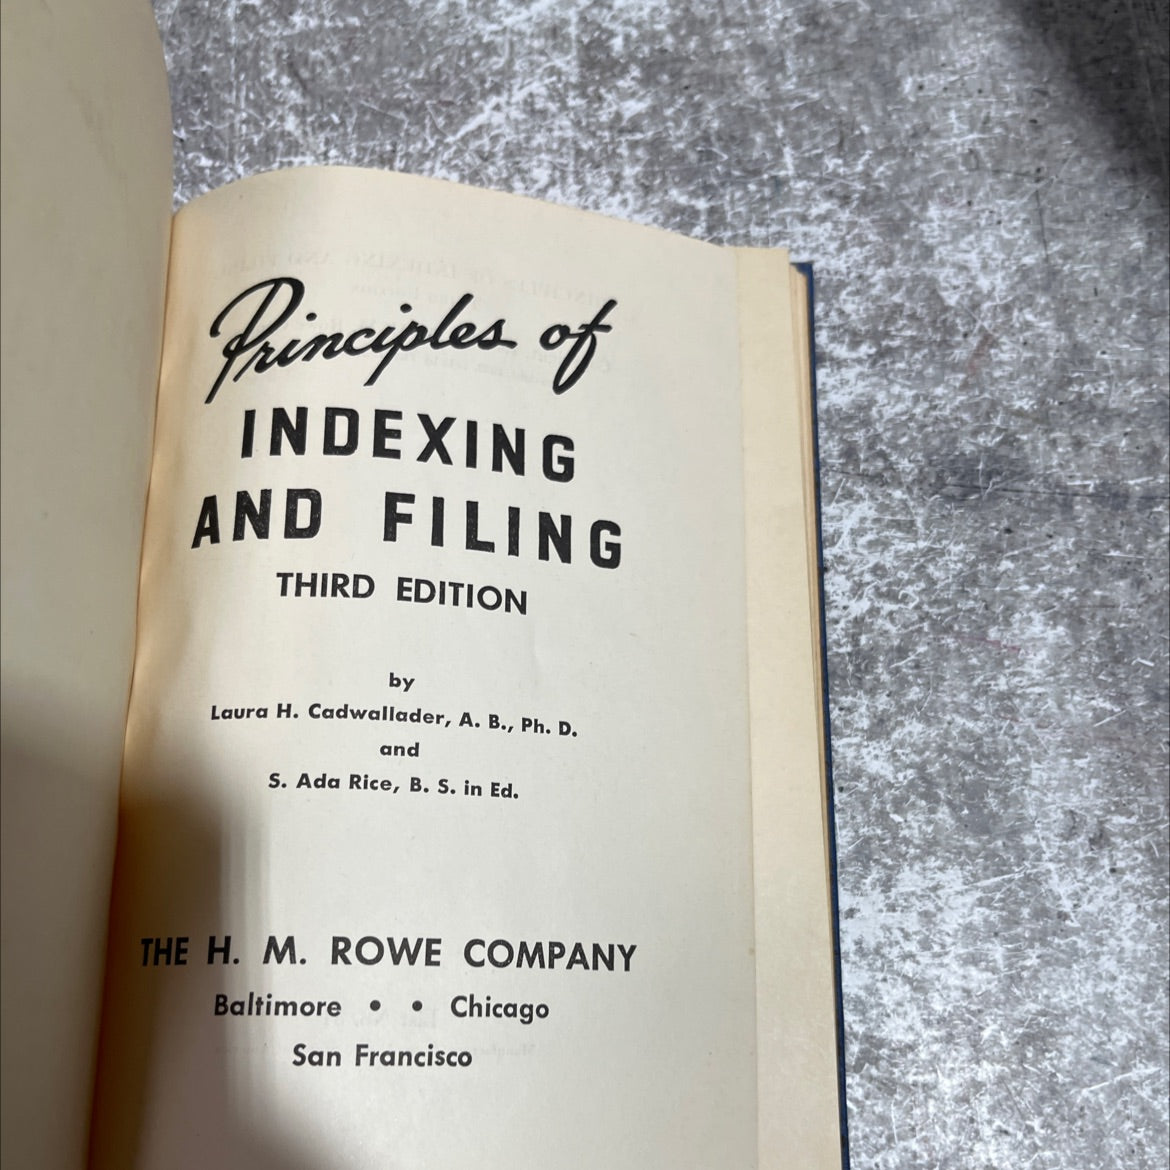 Principles of
INDEXING
AND FILING
THIRD EDITION
by
Laura H. Cadwallader, A. B., Ph. D.
and
S. Ada Rice, B. S. in Ed.
THE H. M. ROWE COMPANY
Baltimore • • Chicago
San Francisco